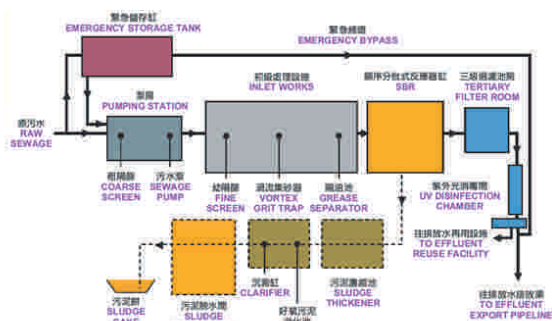 緊急儲存缸
EMERGENCY STORAGE TANK
緊急繞道
EMERGENCY BYPASS
泵房
PUMPING STATION
初級處理設施
INLET WORKS
順序分批式反應器缸
SBR
三級過濾池房
TERTIARY
FILTER ROOM
原污水
RAW
SEWAGE
粗隔篩
COARSE
SCREEN
污水泵
SEWAGE
PUMP
幼隔篩
FINE
SCREEN
渦流集砂器
VORTEX
GRIT TRAP
隔油池
GREASE
SEPARATOR
紫外光消毒間
UV DISINFECTION
CHAMBER
往排放水再用設施
TO EFFLUENT
REUSE FACILITY
往排放水
TO EFFLUENT
EXPORT PIPELINE
污泥餅
SLUDGE
污泥脫水間
SLUDGE
沉澱缸
CLARIFIER
好氧污泥
污泥濃縮池
SLUDGE
THICKENER